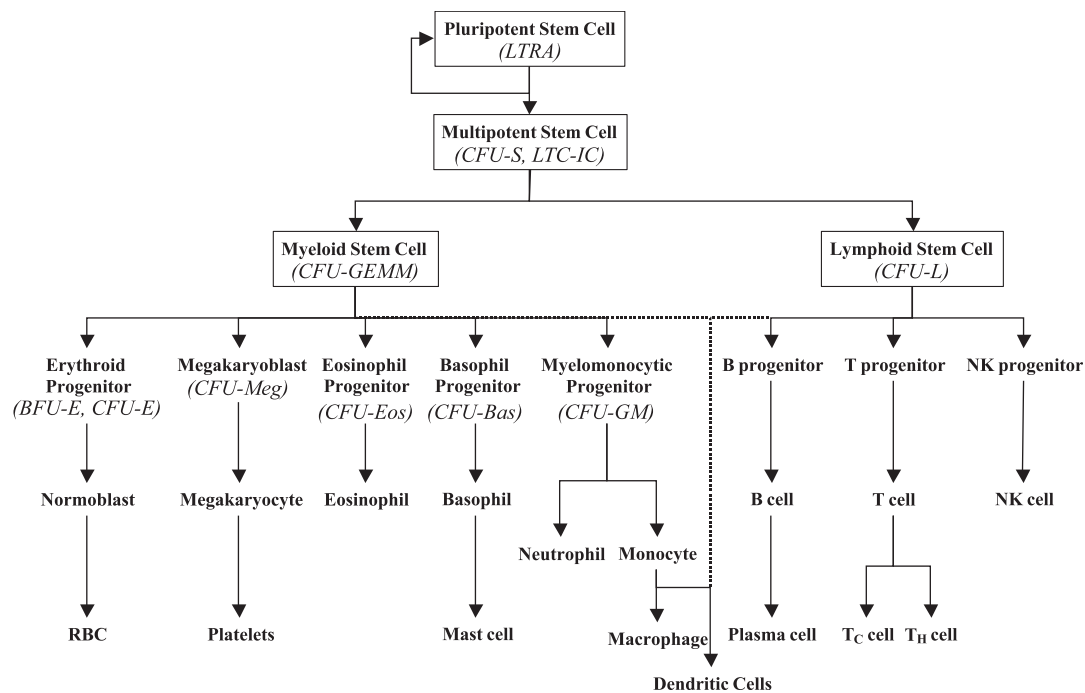 Pluripotent Stem Cell
(LTRA)
Multipotent Stem Cell
(CFU-S, LTC-IC)
Myeloid Stem Cell
(CFU-GEMM)
Lymphoid Stem Cell
(CFU-L)
Erythroid
Progenitor
(BFU-E, CFU-E)
Megakaryoblast
(CFU-Meg)
Eosinophil
Progenitor
(CFU-Eos)
Basophil
Progenitor
(CFU-Bas)
Myelomonocytic
Progenitor
(CFU-GM)
B progenitor
T progenitor
NK progenitor
Normoblast
Megakaryocyte
Eosinophil
Basophil
Neutrophil
Monocyte
B cell
T cell
NK cell
RBC
Platelets
Mast cell
Macrophage
Plasma cell
TC cell
TH cell
Dendritic Cells